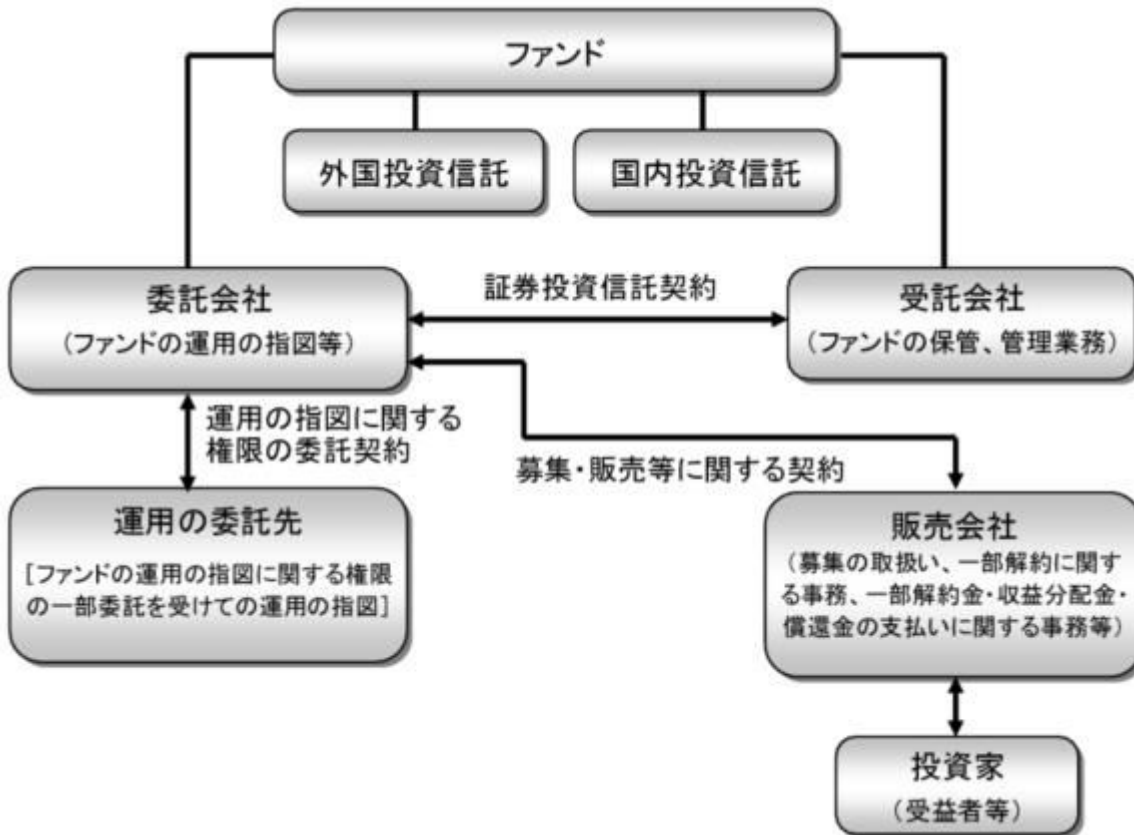 ファンド
外国投資信託
国内投資信託
委託会社
(ファンドの運用の指図等)
証券投資信託契約
受託会社
(ファンドの保管、管理業務)
運用の指図に関する
権限の委託契約
募集・販売等に関する契約
運用の委託先
[ファンドの運用の指図に関する権限
の一部委託を受けての運用の指図]
販売会社
(募集の取扱い、一部解約に関す
る事務、一部解約金・収益分配金・
償還金の支払いに関する事務等)
投資家
(受益者等)